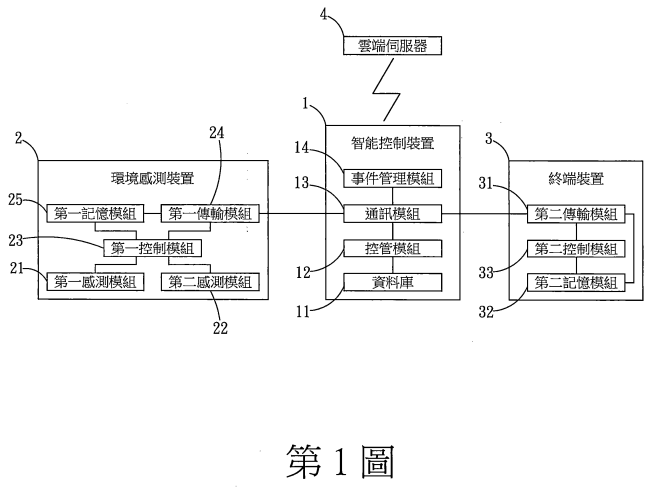 4
雲端伺服器
1
智能控制裝置
14
事件管理模組
13
通訊模組
12
控管模組
11
資料庫
2
環境感測裝置
24
25
第一記憶模組
第一傳輸模組
23
第一控制模組
21
第一感測模組
第二感測模組
22
3
終端裝置
31
第二傳輸模組
33
第二控制模組
32
第二記憶模組
第1圖